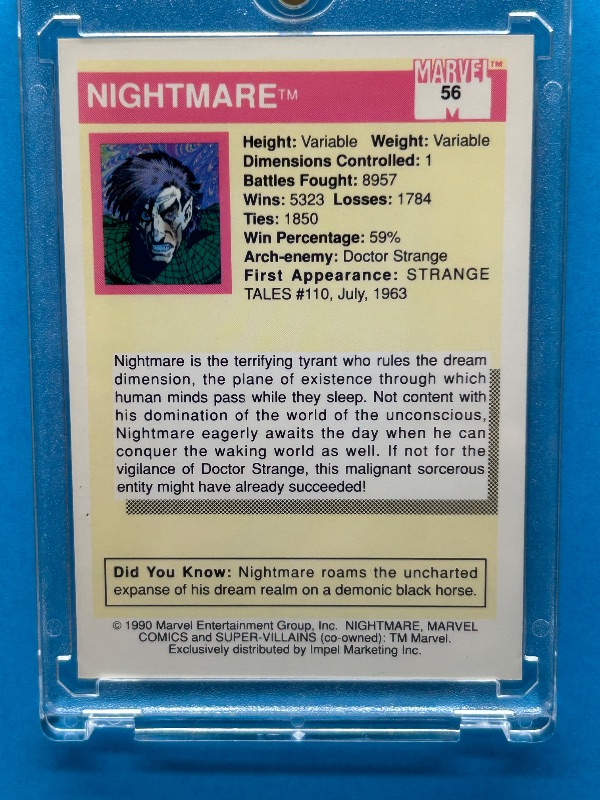 MARVEL™
NIGHTMARE™
56
Height: Variable Weight: Variable
Dimensions Controlled: 1
Battles Fought: 8957
Wins: 5323 Losses: 1784
Ties: 1850
Win Percentage: 59%
Arch-enemy: Doctor Strange
First Appearance: STRANGE
TALES #110, July, 1963
Nightmare is the terrifying tyrant who rules the dream
dimension, the plane of existence through which
human minds pass while they sleep. Not content with
his domination of the world of the unconscious,
Nightmare eagerly awaits the day when he can
conquer the waking world as well. If not for the
vigilance of Doctor Strange, this malignant sorcerous
entity might have already succeeded!
Did You Know: Nightmare roams the uncharted
expanse of his dream realm on a demonic black horse.
© 1990 Marvel Entertainment Group, Inc. NIGHTMARE, MARVEL
COMICS and SUPER-VILLAINS (co-owned): TM Marvel.
Exclusively distributed by Impel Marketing Inc.